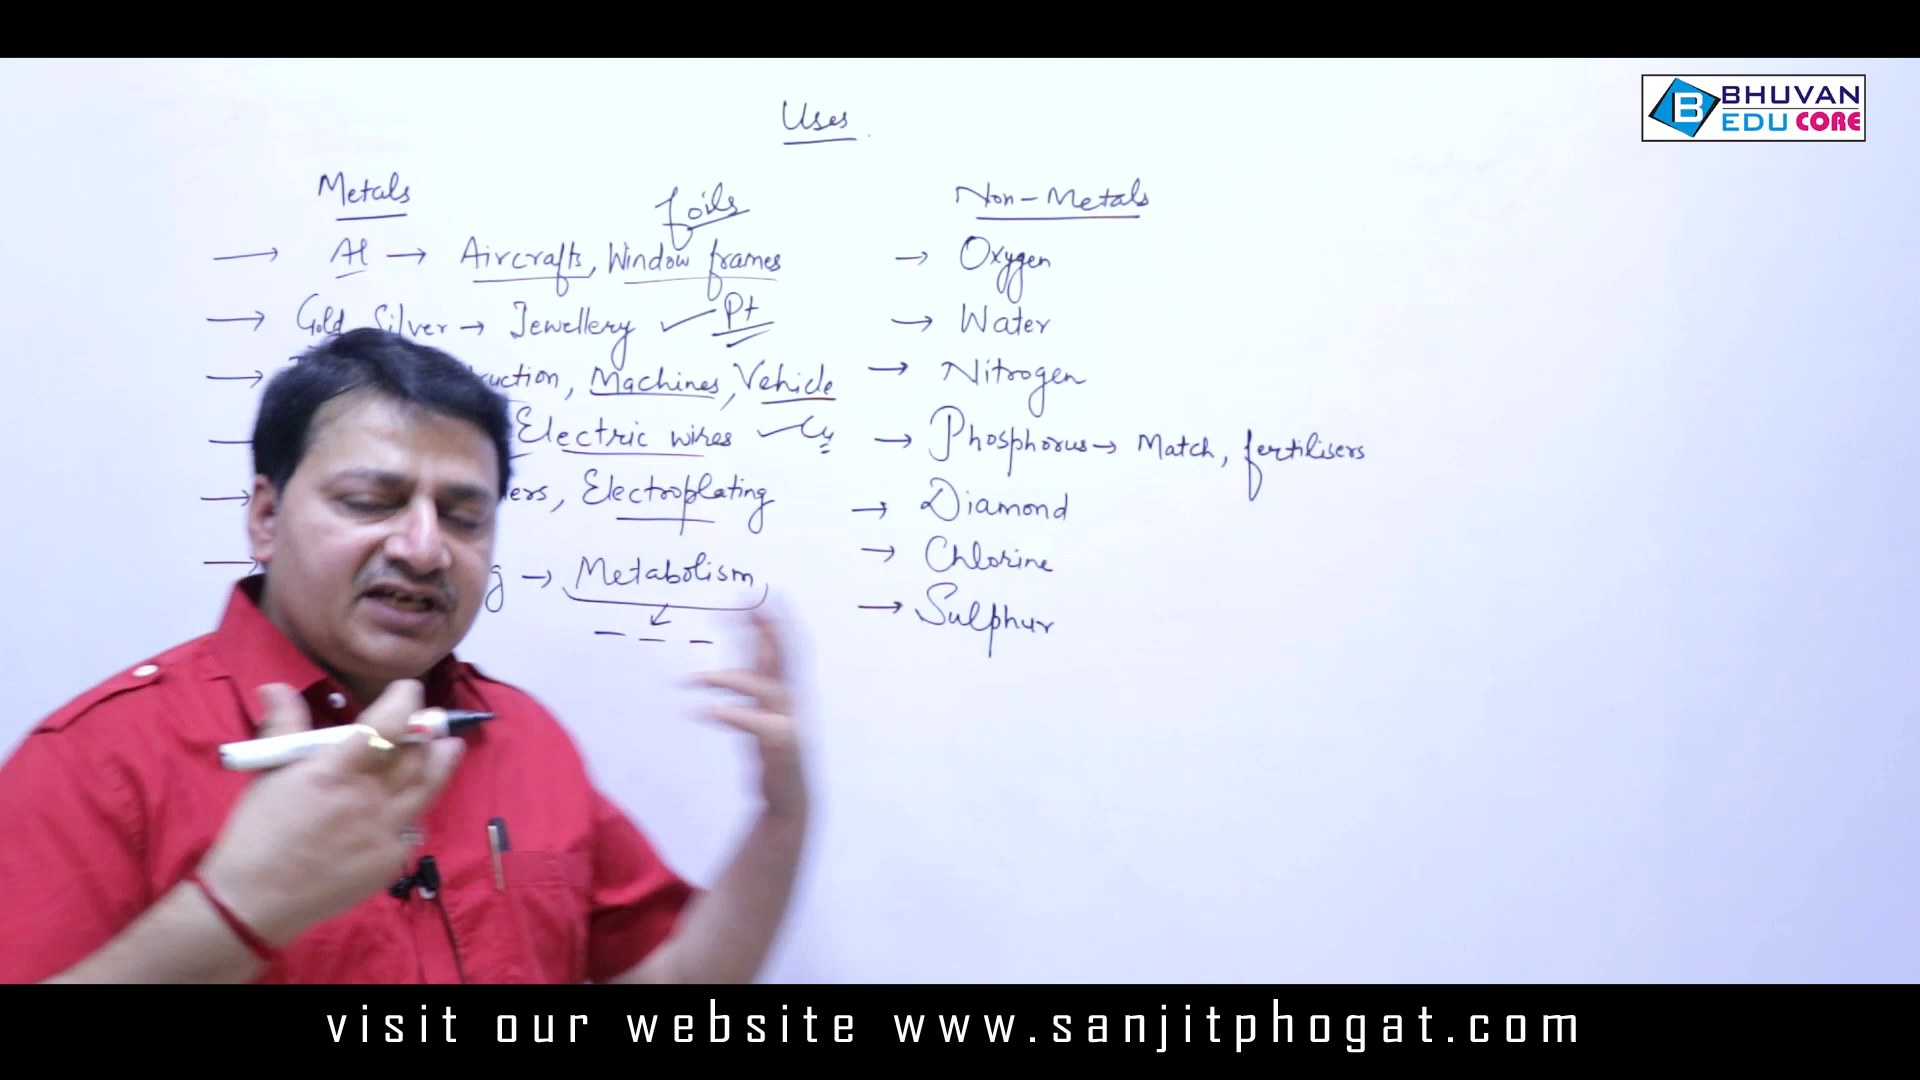 BHUVAN
EDU CORE
Uses
Metals
foils
→ Al → Aircrafts, Window frames
→ Gold Silver → Jewellery ✓ Pt
→ uction, Machines, Vehicle
Electric wires ✓ Cu
→ ers, Electroplating
→ g → Metabolism
Non-Metals
→ Oxygen
→ Water
→ Nitrogen
→ Phosphorus → Match, fertilisers
→ Diamond
→ Chlorine
→ Sulphur
visit our website www.sanjitphogat.com